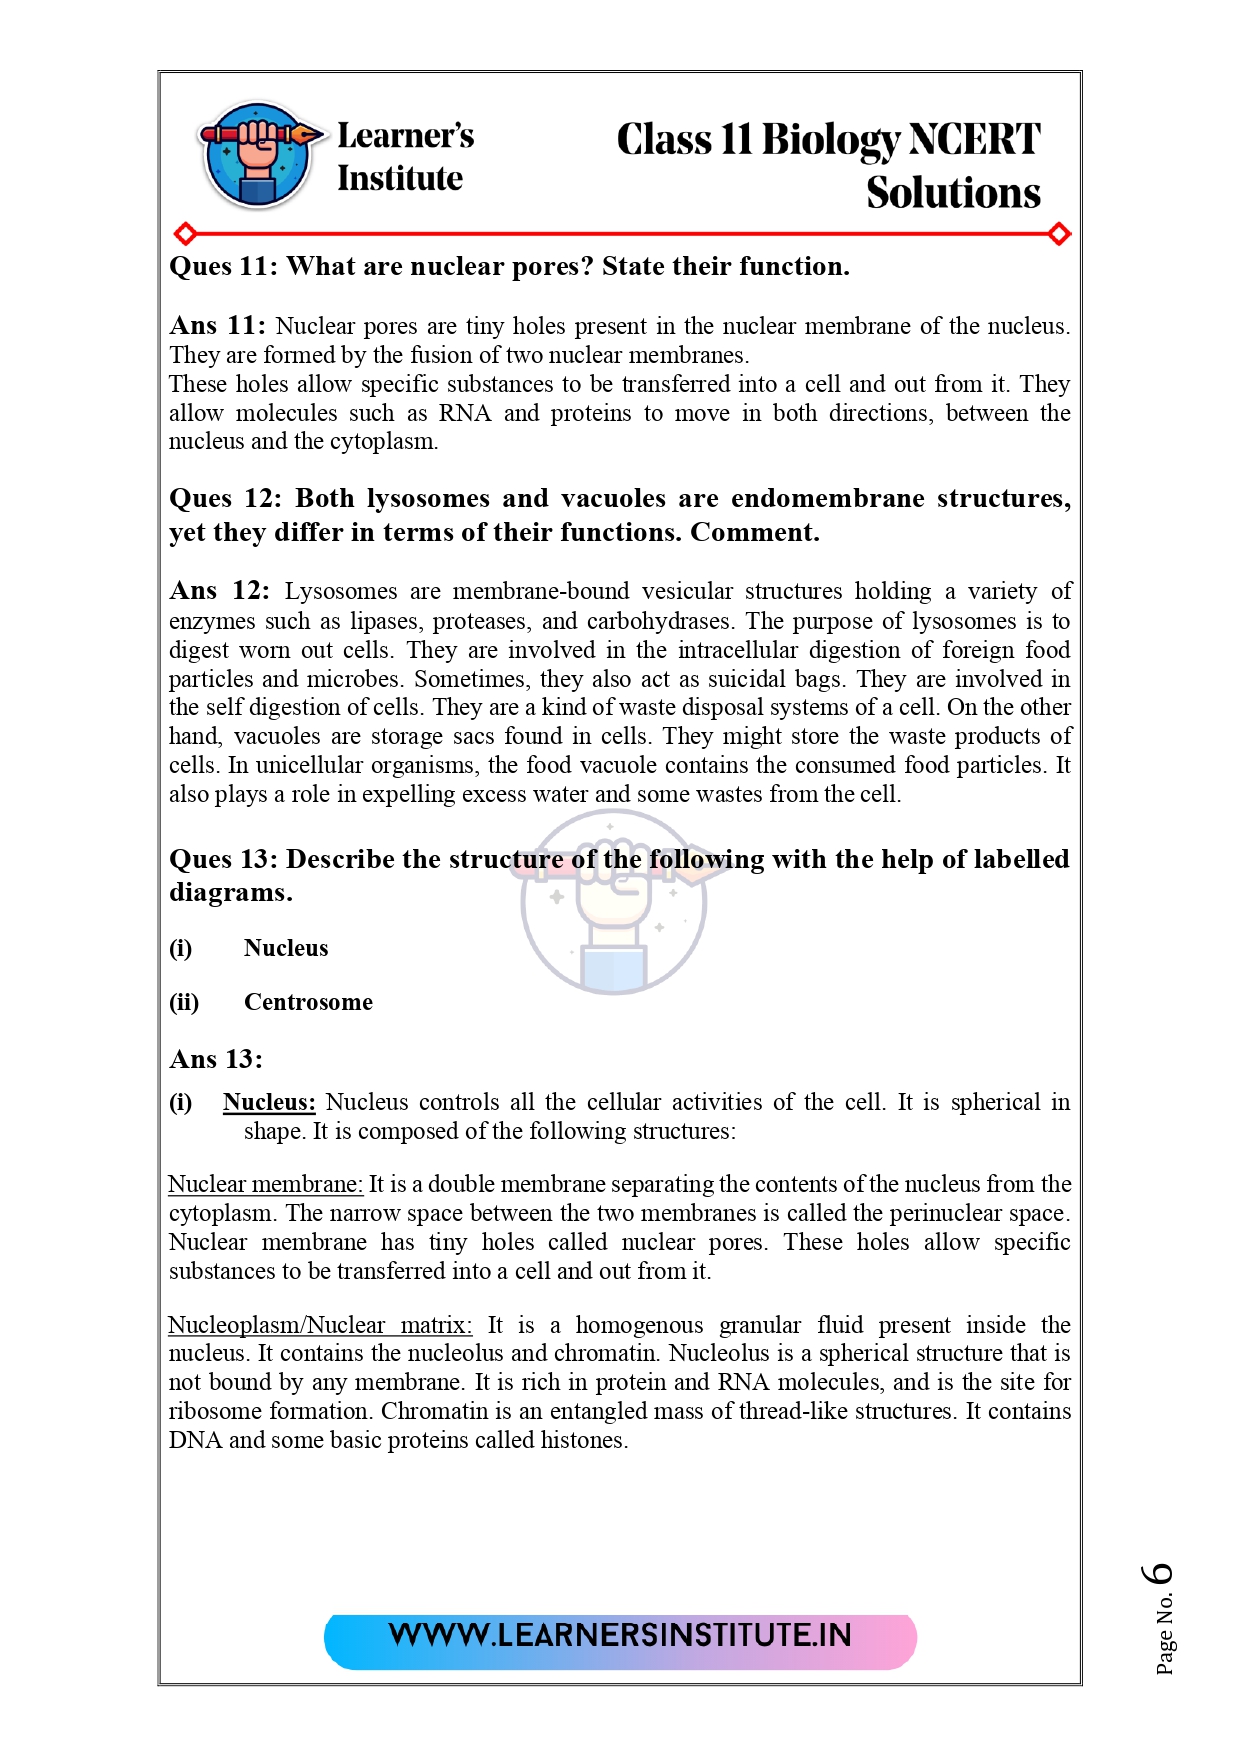 Learner's
Institute
Class 11 Biology NCERT
Solutions
Ques 11: What are nuclear pores? State their function.
Ans 11: Nuclear pores are tiny holes present in the nuclear membrane of the nucleus.
They are formed by the fusion of two nuclear membranes.
These holes allow specific substances to be transferred into a cell and out from it. They
allow molecules such as RNA and proteins to move in both directions, between the
nucleus and the cytoplasm.
Ques 12: Both lysosomes and vacuoles are endomembrane structures,
yet they differ in terms of their functions. Comment.
Ans 12: Lysosomes are membrane-bound vesicular structures holding a variety of
enzymes such as lipases, proteases, and carbohydrases. The purpose of lysosomes is to
digest worn out cells. They are involved in the intracellular digestion of foreign food
particles and microbes. Sometimes, they also act as suicidal bags. They are involved in
the self digestion of cells. They are a kind of waste disposal systems of a cell. On the other
hand, vacuoles are storage sacs found in cells. They might store the waste products of
cells. In unicellular organisms, the food vacuole contains the consumed food particles. It
also plays a role in expelling excess water and some wastes from the cell.
Ques 13: Describe the structure of the following with the help of labelled
diagrams.
(i) Nucleus
(ii) Centrosome
Ans 13:
(i) Nucleus: Nucleus controls all the cellular activities of the cell. It is spherical in
shape. It is composed of the following structures:
Nuclear membrane: It is a double membrane separating the contents of the nucleus from the
cytoplasm. The narrow space between the two membranes is called the perinuclear space.
Nuclear membrane has tiny holes called nuclear pores. These holes allow specific
substances to be transferred into a cell and out from it.
Nucleoplasm/Nuclear matrix: It is a homogenous granular fluid present inside the
nucleus. It contains the nucleolus and chromatin. Nucleolus is a spherical structure that is
not bound by any membrane. It is rich in protein and RNA molecules, and is the site for
ribosome formation. Chromatin is an entangled mass of thread-like structures. It contains
DNA and some basic proteins called histones.
WWW.LEARNERSINSTITUTE.IN
Page No. 6